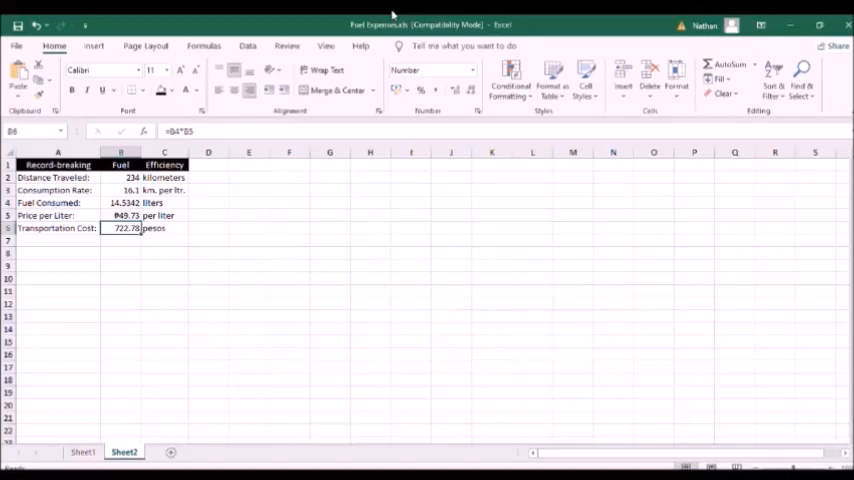 Fuel Expenses.xls [Compatibility Mode] - Excel
Nathan
File Home Insert Page Layout Formulas Data Review View Help Tell me what you want to do Share
Paste
Calibri 11
B I U
Wrap Text
Merge & Center
Number
%
Conditional Formatting
Format as Table
Cell Styles
Insert Delete Format
AutoSum
Fill
Clear
Sort & Filter
Find & Select
Clipboard Font Alignment Number Styles Cells Editing
B6 fx =B4*B5
A B C D E F G H I J K L M N O P Q R S
1 Record-breaking Fuel Efficiency
2 Distance Traveled: 234 kilometers
3 Consumption Rate: 16.1 km. per ltr.
4 Fuel Consumed: 14.5342 liters
5 Price per Liter: ₱49.73 per liter
6 Transportation Cost: 722.78 pesos
7
8
9
10
11
12
13
14
15
16
17
18
19
20
21
22
Sheet1 Sheet2